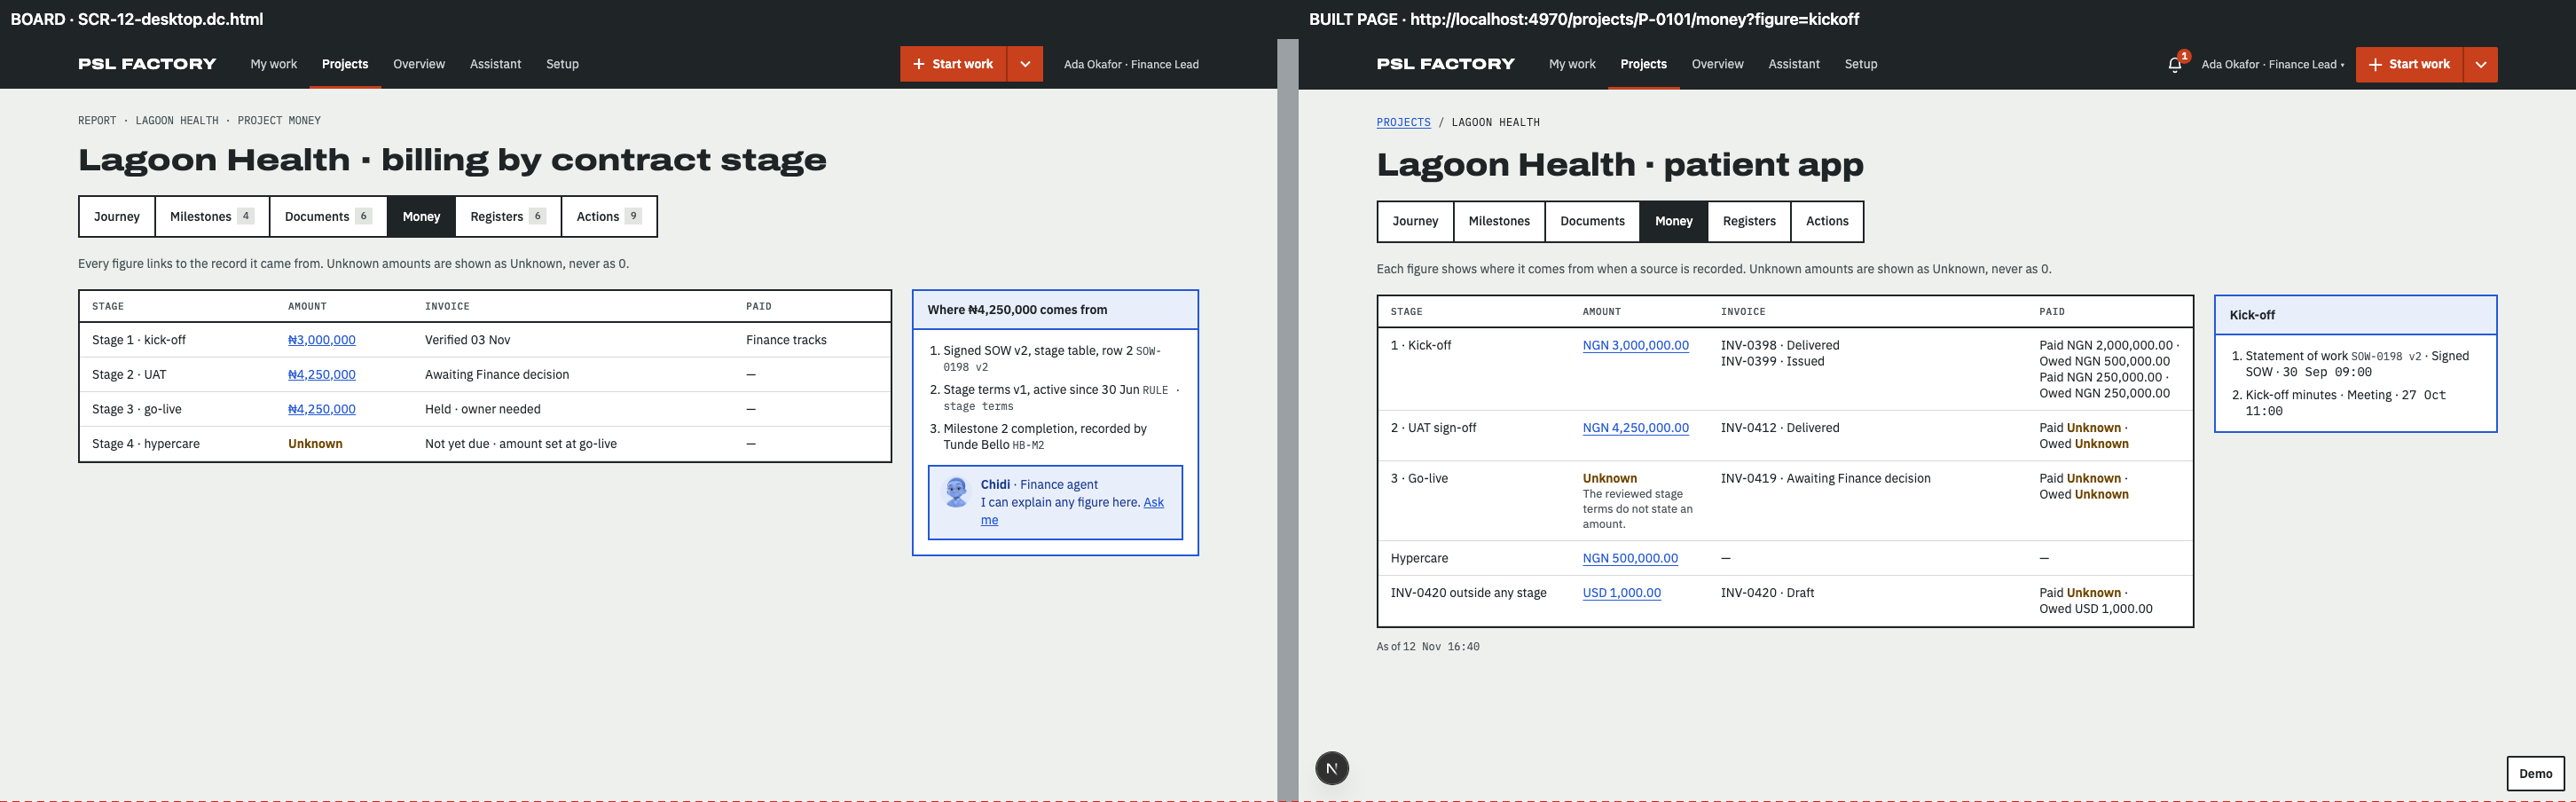 BOARD · SCR-12-desktop.dc.html
PSL FACTORY My work Projects Overview Assistant Setup + Start work Ada Okafor · Finance Lead
REPORT · LAGOON HEALTH · PROJECT MONEY
Lagoon Health · billing by contract stage
Journey Milestones 4 Documents 6 Money Registers 6 Actions 9
Every figure links to the record it came from. Unknown amounts are shown as Unknown, never as 0.
STAGE AMOUNT INVOICE PAID
Stage 1 · kick-off ₦3,000,000 Verified 03 Nov Finance tracks
Stage 2 · UAT ₦4,250,000 Awaiting Finance decision —
Stage 3 · go-live ₦4,250,000 Held · owner needed —
Stage 4 · hypercare Unknown Not yet due · amount set at go-live —
Where ₦4,250,000 comes from
1. Signed SOW v2, stage table, row 2 SOW-
0198 v2
2. Stage terms v1, active since 30 Jun RULE ·
stage terms
3. Milestone 2 completion, recorded by
Tunde Bello HB-M2
Chidi · Finance agent
I can explain any figure here. Ask
me
BUILT PAGE · http://localhost:4970/projects/P-0101/money?figure=kickoff
PSL FACTORY My work Projects Overview Assistant Setup 1 Ada Okafor · Finance Lead + Start work
PROJECTS / LAGOON HEALTH
Lagoon Health · patient app
Journey Milestones Documents Money Registers Actions
Each figure shows where it comes from when a source is recorded. Unknown amounts are shown as Unknown, never as 0.
STAGE AMOUNT INVOICE PAID
1 · Kick-off NGN 3,000,000.00 INV-0398 · Delivered Paid NGN 2,000,000.00 ·
INV-0399 · Issued Owed NGN 500,000.00
Paid NGN 250,000.00 ·
Owed NGN 250,000.00
2 · UAT sign-off NGN 4,250,000.00 INV-0412 · Delivered Paid Unknown ·
Owed Unknown
3 · Go-live Unknown INV-0419 · Awaiting Finance decision Paid Unknown ·
The reviewed stage Owed Unknown
terms do not state an
amount.
Hypercare NGN 500,000.00 — —
INV-0420 outside any stage USD 1,000.00 INV-0420 · Draft Paid Unknown ·
Owed USD 1,000.00
As of 12 Nov 16:40
Kick-off
1. Statement of work SOW-0198 v2 · Signed
SOW · 30 Sep 09:00
2. Kick-off minutes · Meeting · 27 Oct
11:00
N
Demo